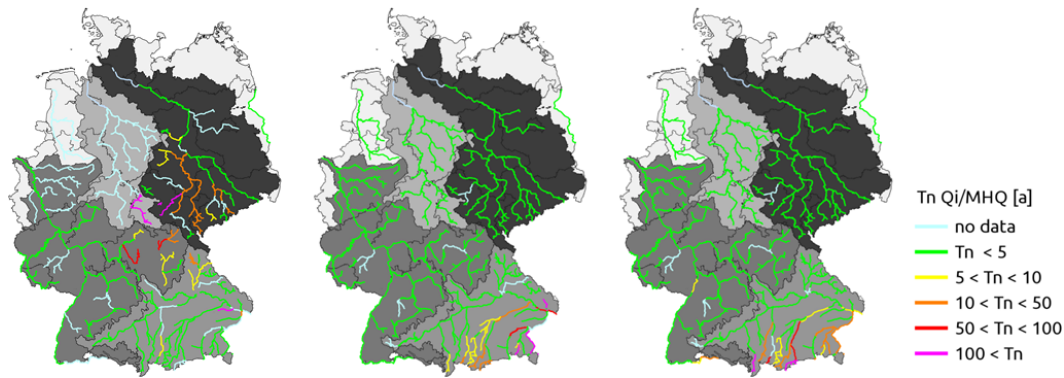 Tn Qi/MHQ [a]
no data
Tn < 5
5 < Tn < 10
10 < Tn < 50
50 < Tn < 100
100 < Tn